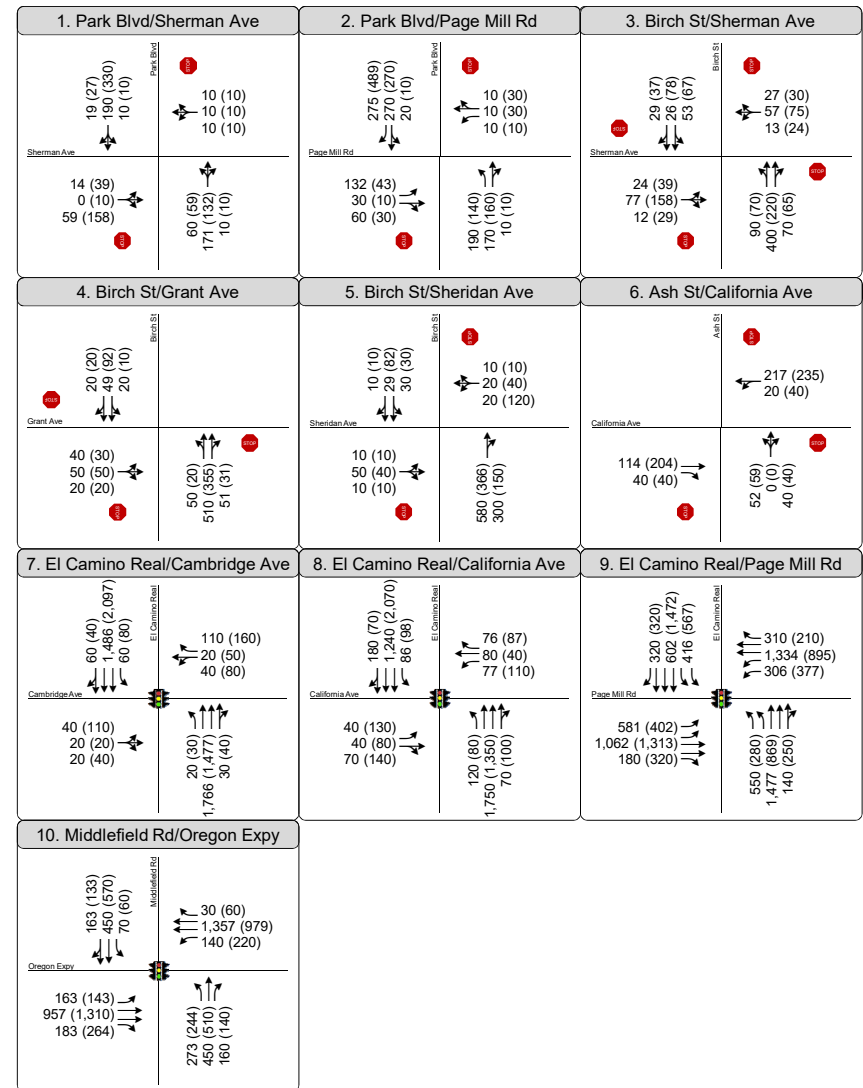 1. Park Blvd/Sherman Ave
Park Blvd
STOP
19 (27)
190 (330)
10 (10)
10 (10)
10 (10)
10 (10)
Sherman Ave
14 (39)
0 (10)
59 (158)
STOP
60 (59)
171 (132)
10 (10)
2. Park Blvd/Page Mill Rd
Park Blvd
STOP
275 (489)
270 (270)
20 (10)
10 (30)
10 (30)
10 (10)
Page Mill Rd
132 (43)
30 (10)
60 (30)
STOP
190 (140)
170 (160)
10 (10)
3. Birch St/Sherman Ave
Birch St
STOP
29 (37)
28 (78)
53 (67)
27 (30)
57 (75)
13 (24)
STOP
Sherman Ave
STOP
24 (39)
77 (158)
12 (29)
STOP
90 (70)
400 (220)
70 (65)
4. Birch St/Grant Ave
Birch St
20 (20)
49 (92)
20 (10)
STOP
Grant Ave
STOP
40 (30)
50 (50)
20 (20)
STOP
50 (20)
510 (355)
51 (31)
5. Birch St/Sheridan Ave
Birch St
STOP
10 (10)
29 (82)
30 (30)
10 (10)
20 (40)
20 (120)
Sheridan Ave
10 (10)
50 (40)
10 (10)
STOP
580 (366)
300 (150)
6. Ash St/California Ave
Ash St
STOP
217 (235)
20 (40)
California Ave
STOP
114 (204)
40 (40)
STOP
52 (59)
0 (0)
40 (40)
7. El Camino Real/Cambridge Ave
El Camino Real
60 (40)
1,486 (2,097)
60 (80)
110 (160)
20 (50)
40 (80)
Cambridge Ave
40 (110)
20 (20)
20 (40)
20 (30)
1,766 (1,477)
30 (40)
8. El Camino Real/California Ave
El Camino Real
180 (70)
1,240 (2,070)
86 (98)
76 (87)
80 (40)
77 (110)
California Ave
40 (130)
40 (80)
70 (140)
120 (80)
1,750 (1,350)
70 (100)
9. El Camino Real/Page Mill Rd
El Camino Real
320 (320)
602 (1,472)
416 (567)
310 (210)
1,334 (895)
306 (377)
Page Mill Rd
581 (402)
1,062 (1,313)
180 (320)
550 (280)
1,477 (869)
140 (250)
10. Middlefield Rd/Oregon Expy
Middlefield Rd
163 (133)
450 (570)
70 (60)
30 (60)
1,357 (979)
140 (220)
Oregon Expy
163 (143)
957 (1,310)
183 (264)
273 (244)
450 (510)
160 (140)